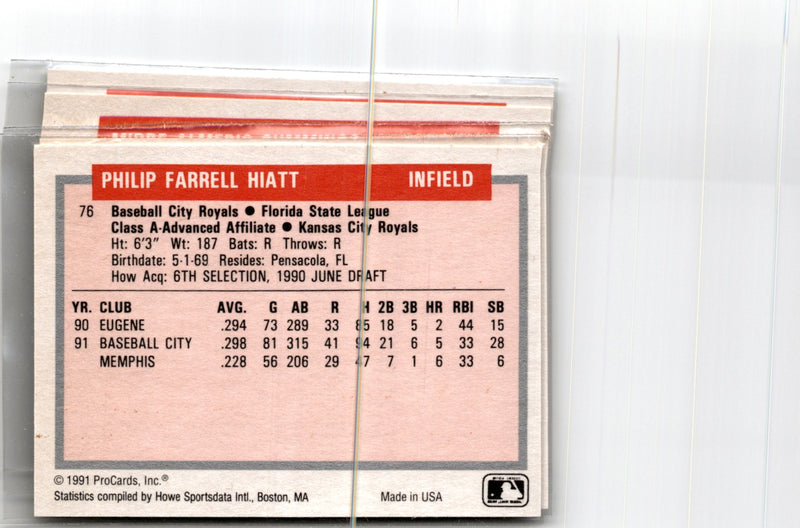 PHILIP FARRELL HIATT INFIELD
76 Baseball City Royals ● Florida State League
Class A-Advanced Affiliate ● Kansas City Royals
Ht: 6'3" Wt: 187 Bats: R Throws: R
Birthdate: 5-1-69 Resides: Pensacola, FL
How Acq: 6TH SELECTION, 1990 JUNE DRAFT
YR. CLUB AVG. G AB R H 2B 3B HR RBI SB
90 EUGENE .294 73 289 33 85 18 5 2 44 15
91 BASEBALL CITY .298 81 315 41 94 21 6 5 33 28
MEMPHIS .228 56 206 29 47 7 1 6 33 6
© 1991 ProCards, Inc.®
Statistics compiled by Howe Sportsdata Intl., Boston, MA Made in USA